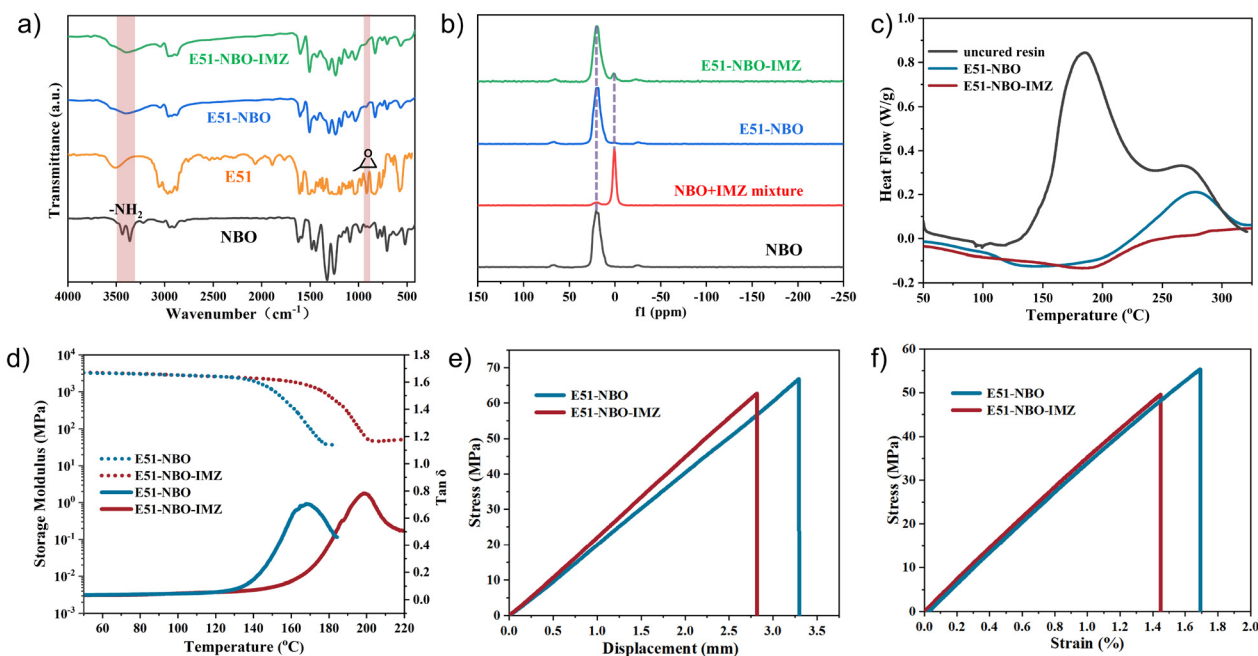 a)
E51-NBO-IMZ
E51-NBO
E51
O
-NH2
NBO
Transmittance (a.u.)
4000 3500 3000 2500 2000 1500 1000 500
Wavenumber（cm-1)
b)
E51-NBO-IMZ
E51-NBO
NBO+IMZ mixture
NBO
150 100 50 0 -50 -100 -150 -200 -250
f1 (ppm)
c)
uncured resin
E51-NBO
E51-NBO-IMZ
Heat Flow (W/g)
1.0
0.8
0.6
0.4
0.2
0.0
-0.2
50 100 150 200 250 300
Temperature (oC)
d)
Storage Moldulus (MPa)
10^4
10^3
10^2
10^1
10^0
10^-1
10^-2
10^-3
E51-NBO
E51-NBO-IMZ
E51-NBO
E51-NBO-IMZ
1.8
1.6
1.4
1.2
1.0
0.8
0.6
0.4
0.2
0.0
Tan δ
60 80 100 120 140 160 180 200 220
Temperature (oC)
e)
E51-NBO
E51-NBO-IMZ
Stress (MPa)
75
70
60
50
40
30
20
10
0
0.0 0.5 1.0 1.5 2.0 2.5 3.0 3.5
Displacement (mm)
f)
E51-NBO
E51-NBO-IMZ
Stress (MPa)
60
50
40
30
20
10
0
0.0 0.2 0.4 0.6 0.8 1.0 1.2 1.4 1.6 1.8 2.0
Strain (%)